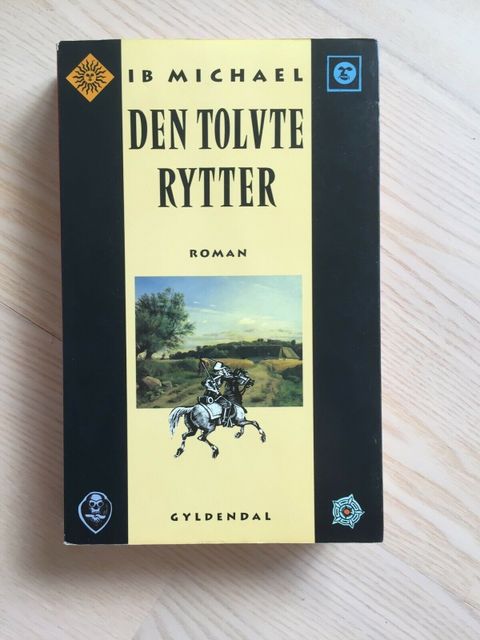 IB MICHAEL
DEN TOLVTE
RYTTER
ROMAN
GYLDENDAL